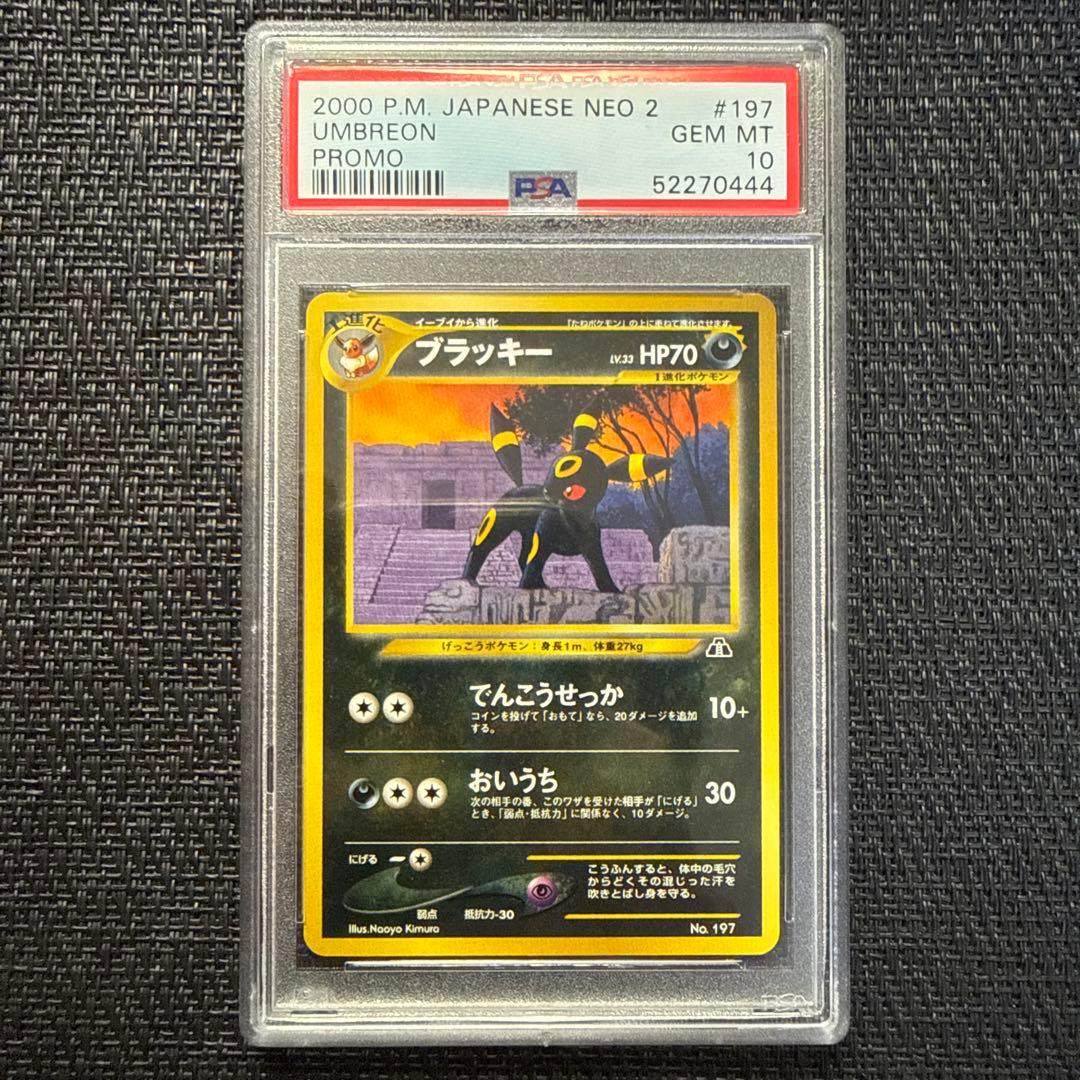 2000 P.M. JAPANESE NEO 2 #197
UMBREON GEM MT
PROMO 10
PSA 52270444
1進化 イーブイから進化 「たねポケモン」の上に重ねて進化させます。
ブラッキー LV.33 HP70
1進化ポケモン
げっこうポケモン：身長1m、体重27kg
でんこうせっか 10+
コインを投げて「おもて」なら、20ダメージを追加
する。
おいうち 30
次の相手の番、このワザを受けた相手が「にげる」
とき、「弱点・抵抗力」に関係なく、10ダメージ。
にげる
こうふんすると、体中の毛穴
からどくその混じった汗を
吹きとばし身を守る。
弱点 抵抗力-30
Illus.Naoyo Kimura No. 197